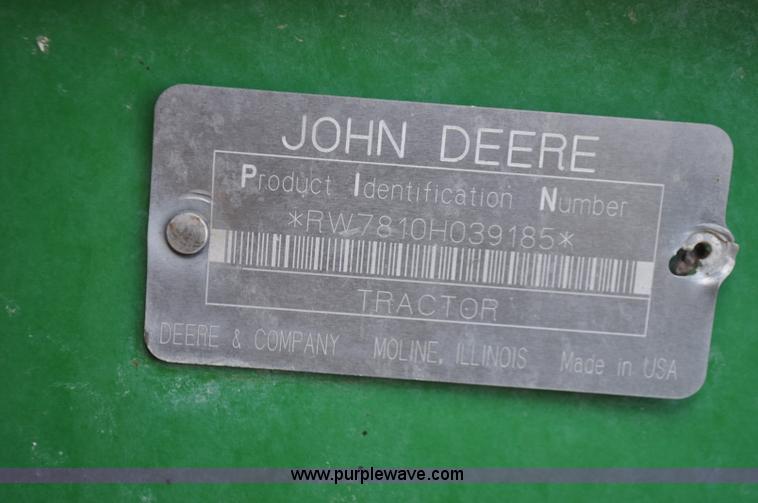 JOHN DEERE
Product Identification Number
*RW7810H039185*
TRACTOR
DEERE & COMPANY MOLINE, ILLINOIS Made in USA
www.purplewave.com